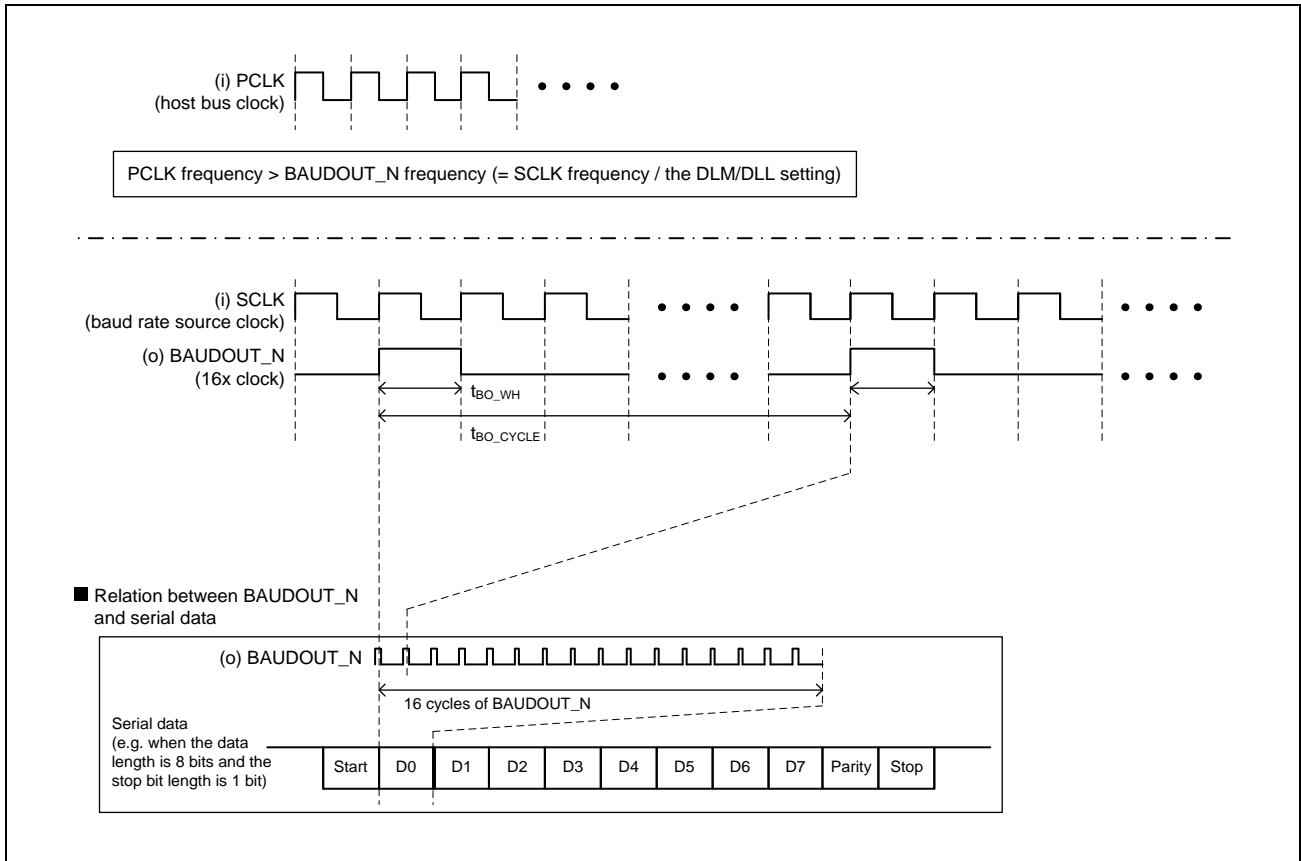 (i) PCLK
(host bus clock)
PCLK frequency > BAUDOUT_N frequency (= SCLK frequency / the DLM/DLL setting)
(i) SCLK
(baud rate source clock)
(o) BAUDOUT_N
(16x clock)
tBO_WH
tBO_CYCLE
■ Relation between BAUDOUT_N
and serial data
(o) BAUDOUT_N
16 cycles of BAUDOUT_N
Serial data
(e.g. when the data
length is 8 bits and the
stop bit length is 1 bit)
Start D0 D1 D2 D3 D4 D5 D6 D7 Parity Stop